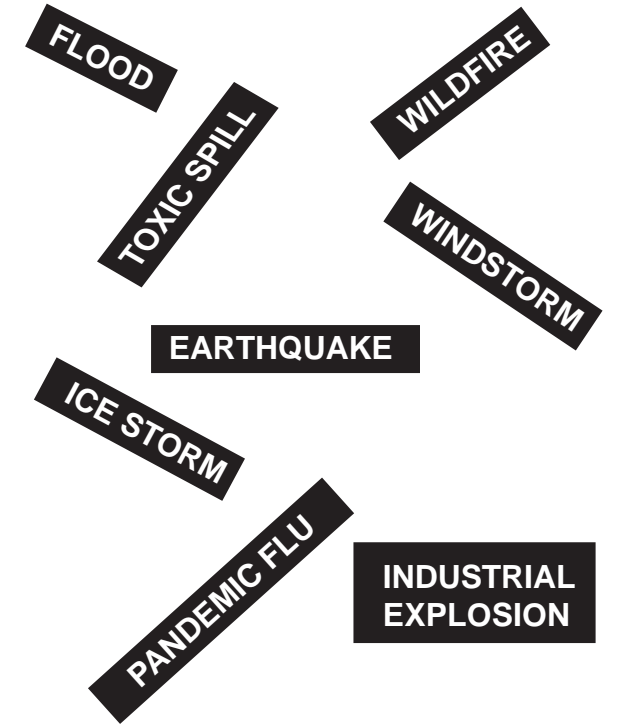 FLOOD
WILDFIRE
TOXIC SPILL
WINDSTORM
EARTHQUAKE
ICE STORM
PANDEMIC FLU
INDUSTRIAL
EXPLOSION